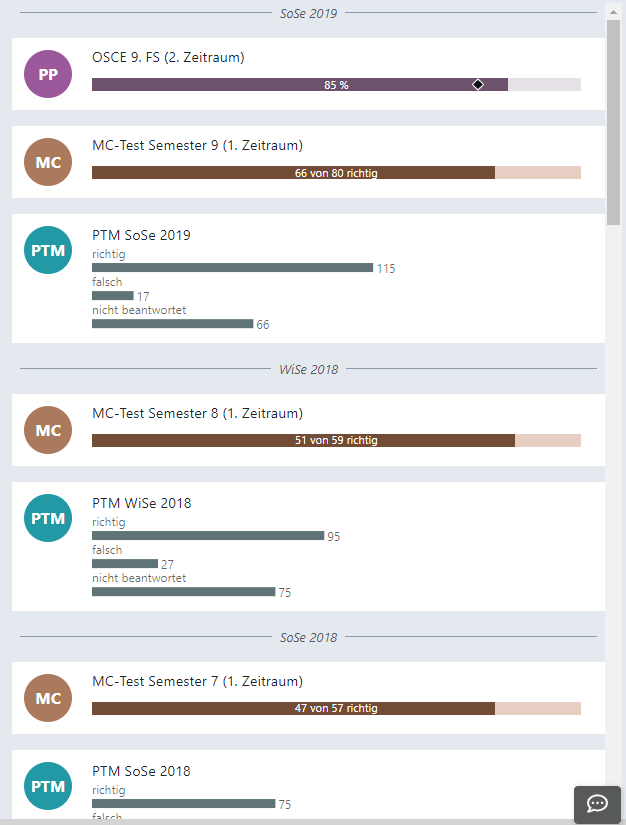 SoSe 2019
PP
OSCE 9. FS (2. Zeitraum)
85 %
MC
MC-Test Semester 9 (1. Zeitraum)
66 von 80 richtig
PTM
PTM SoSe 2019
richtig
115
falsch
17
nicht beantwortet
66
WiSe 2018
MC
MC-Test Semester 8 (1. Zeitraum)
51 von 59 richtig
PTM
PTM WiSe 2018
richtig
95
falsch
27
nicht beantwortet
75
SoSe 2018
MC
MC-Test Semester 7 (1. Zeitraum)
47 von 57 richtig
PTM
PTM SoSe 2018
richtig
75
falsch